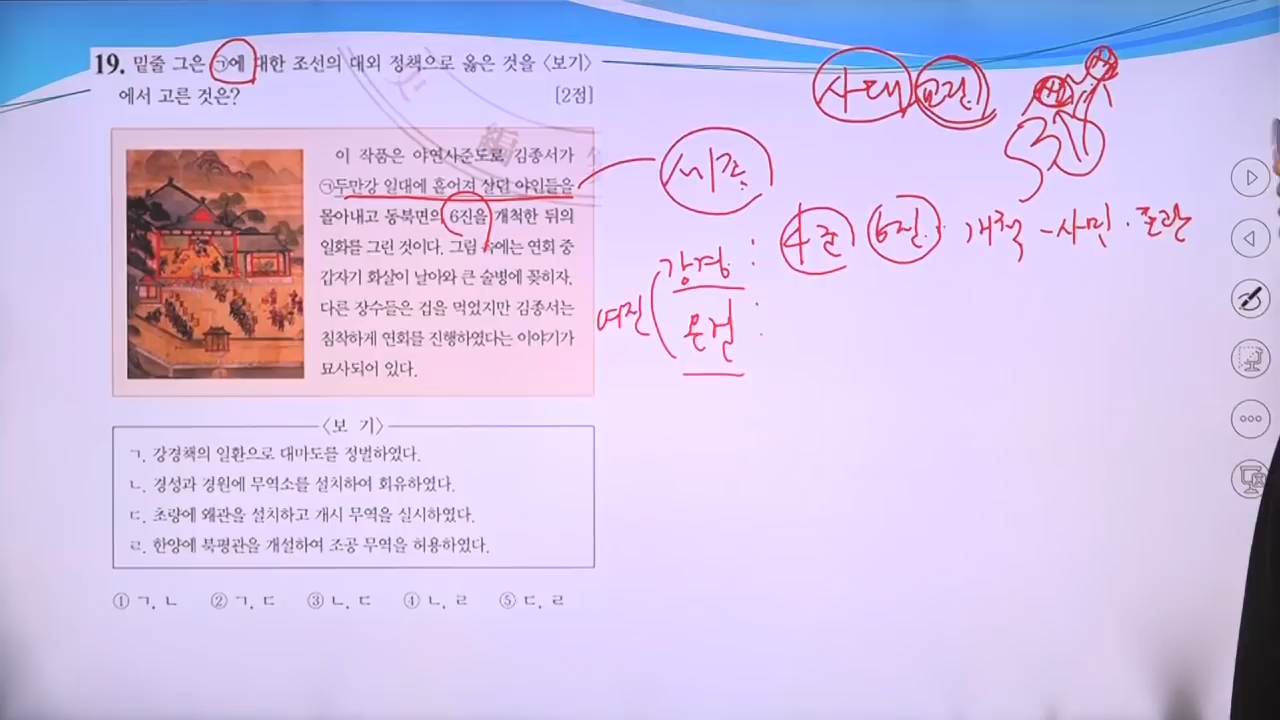 19. 밑줄 그은 ㉠에 대한 조선의 대외 정책으로 옳은 것을 〈보기〉
에서 고른 것은? [2점]
이 작품은 야연사준도로 김종서가
㉠두만강 일대에 흩어져 살던 야인들을
몰아내고 동북면의 6진을 개척한 뒤의
일화를 그린 것이다. 그림 속에는 연회 중
갑자기 화살이 날아와 큰 술병에 꽂히자,
다른 장수들은 겁을 먹었지만 김종서는
침착하게 연회를 진행하였다는 이야기가
묘사되어 있다.
〈보 기〉
ㄱ. 강경책의 일환으로 대마도를 정벌하였다.
ㄴ. 경성과 경원에 무역소를 설치하여 회유하였다.
ㄷ. 초량에 왜관을 설치하고 개시 무역을 실시하였다.
ㄹ. 한양에 북평관을 개설하여 조공 무역을 허용하였다.
① ㄱ, ㄴ ② ㄱ, ㄷ ③ ㄴ, ㄷ ④ ㄴ, ㄹ ⑤ ㄷ, ㄹ
사대 교린
세종
여진
강경 : 4군 6진 개척 - 사민 · 토관
: